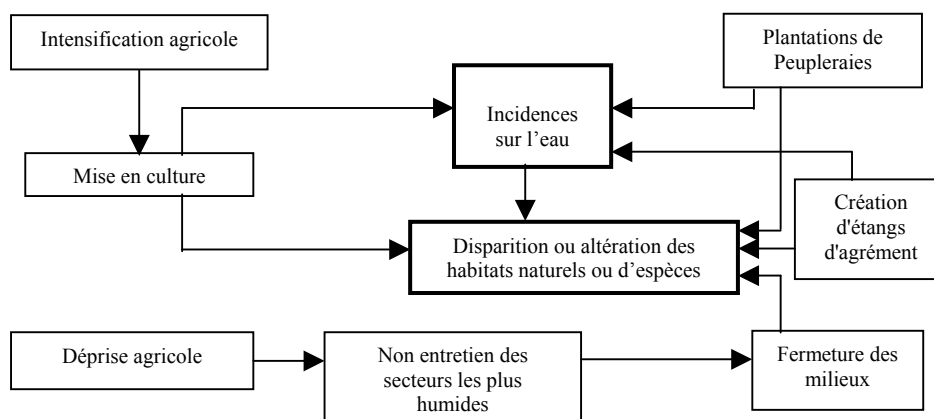 Intensification agricole
Plantations de
Peupleraies
Incidences
sur l’eau
Mise en culture
Création
d'étangs
d'agrément
Disparition ou altération des
habitats naturels ou d’espèces
Déprise agricole
Non entretien des
secteurs les plus
humides
Fermeture des
milieux